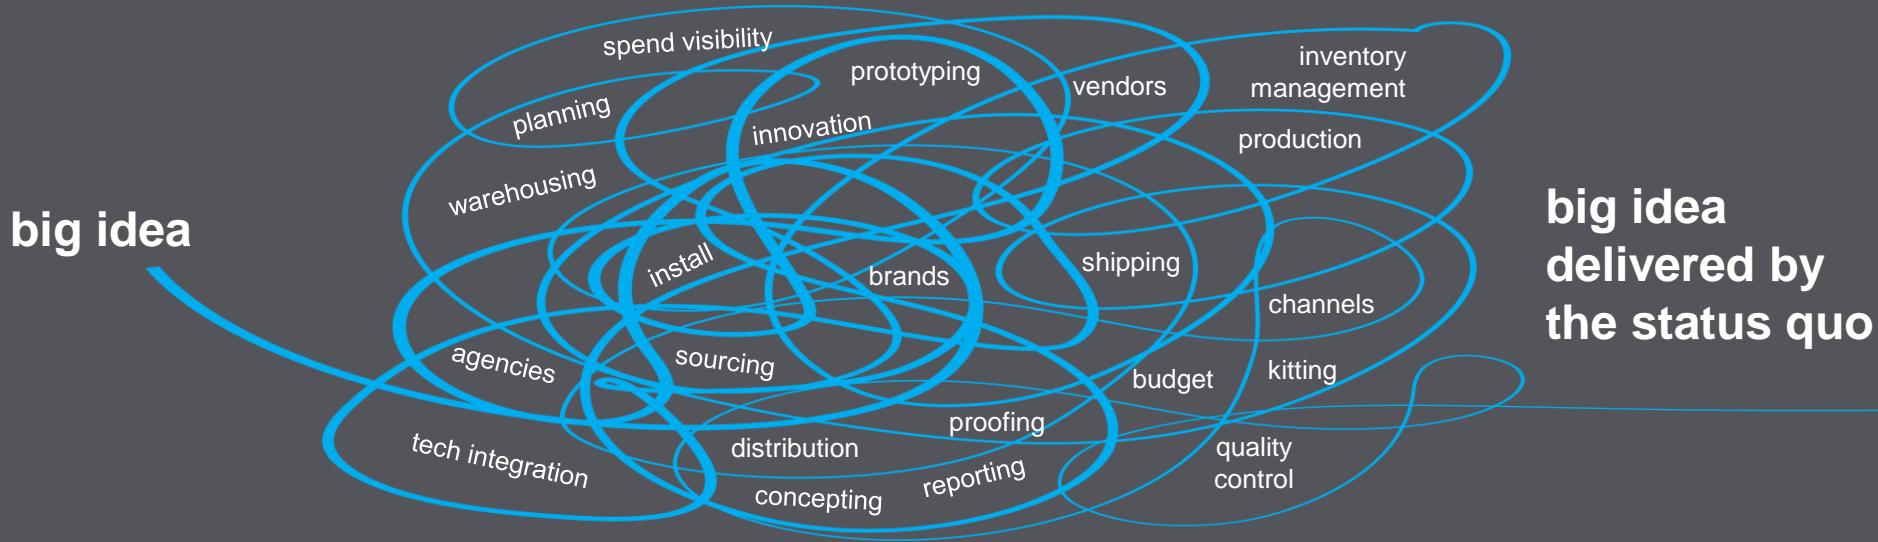 big idea
spend visibility
prototyping
vendors
inventory
management
planning
innovation
production
warehousing
install
brands
shipping
channels
agencies
sourcing
budget
kitting
tech integration
distribution
proofing
quality
control
concepting
reporting
big idea
delivered by
the status quo